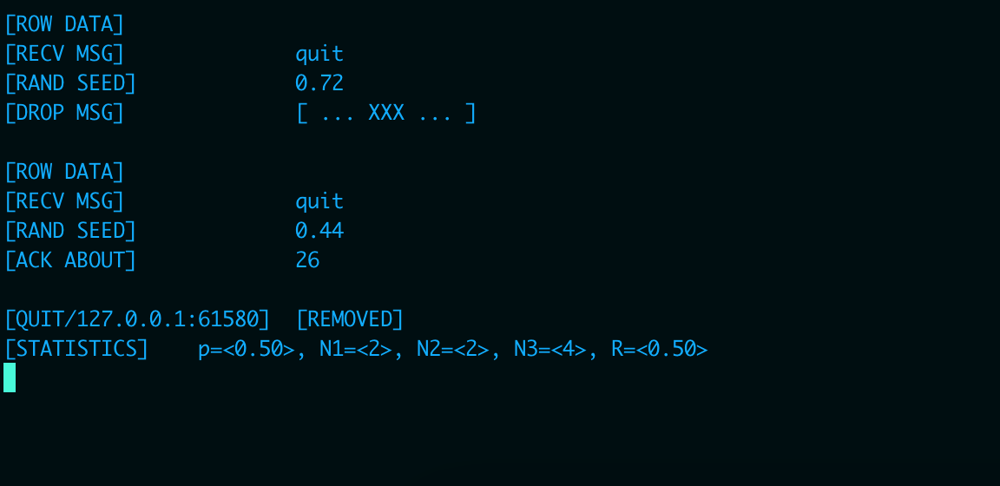 [ROW DATA]
[RECV MSG] quit
[RAND SEED] 0.72
[DROP MSG] [ ... XXX ... ]
[ROW DATA]
[RECV MSG] quit
[RAND SEED] 0.44
[ACK ABOUT] 26
[QUIT/127.0.0.1:61580] [REMOVED]
[STATISTICS] p=<0.50>, N1=<2>, N2=<2>, N3=<4>, R=<0.50>